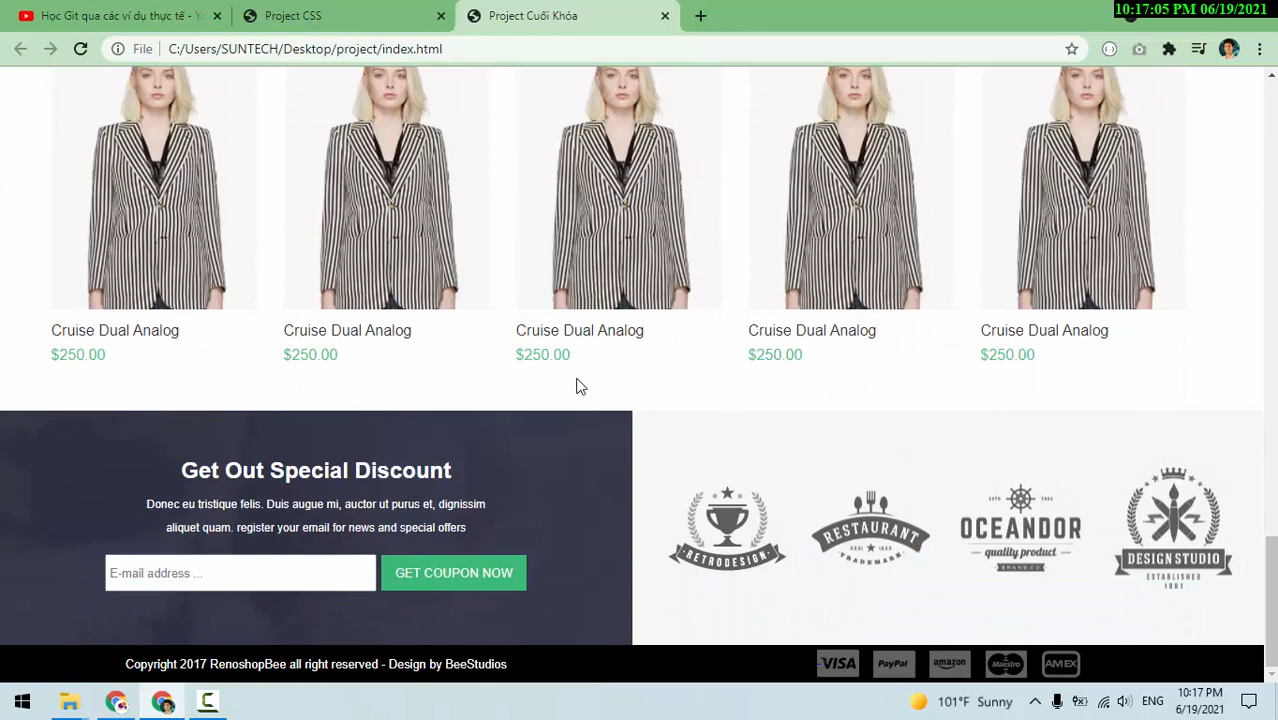 Học Git qua các ví dụ thực tế - Yo
Project CSS
Project Cuối Khóa
10:17:05 PM 06/19/2021
File
C:/Users/SUNTECH/Desktop/project/index.html
Cruise Dual Analog
Cruise Dual Analog
Cruise Dual Analog
Cruise Dual Analog
Cruise Dual Analog
$250.00
$250.00
$250.00
$250.00
$250.00
Get Out Special Discount
Donec eu tristique felis. Duis augue mi, auctor ut purus et, dignissim
aliquet quam. register your email for news and special offers
E-mail address ...
GET COUPON NOW
RETRODESIGN
RESTAURANT
TRADEMARK
OCEANDOR
quality product
BRAND CO
DESIGN STUDIO
ESTABLISHED
1981
Copyright 2017 RenoshopBee all right reserved - Design by BeeStudios
VISA
PayPal
amazon
Maestro
AMEX
101°F Sunny
ENG
10:17 PM
6/19/2021